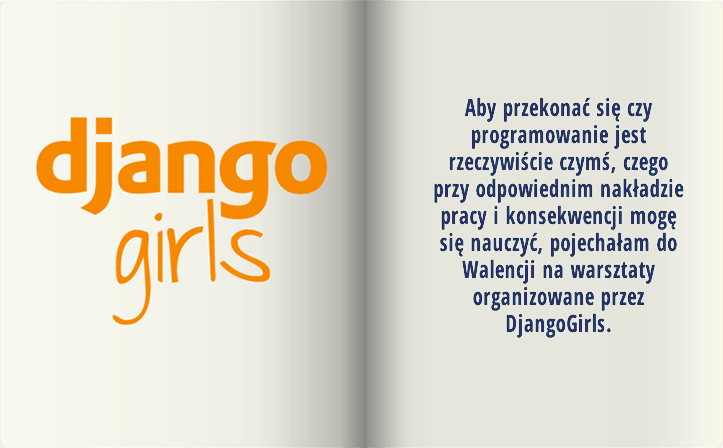 django
girls
Aby przekonać się czy
programowanie jest
rzeczywiście czymś, czego
przy odpowiednim nakładzie
pracy i konsekwencji mogę
się nauczyć, pojechałam do
Walencji na warsztaty
organizowane przez
DjangoGirls.